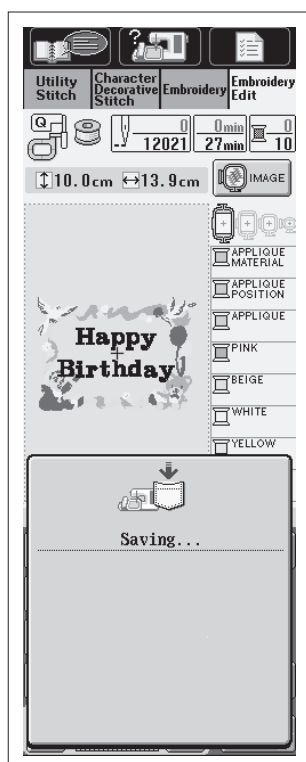 ?
Utility
Stitch
Character
Decorative
Stitch
Embroidery
Embroidery
Edit
Q
0
12021
0min
27min
0
10
10.0cm
13.9cm
IMAGE
APPLIQUE
MATERIAL
APPLIQUE
POSITION
APPLIQUE
PINK
BEIGE
WHITE
YELLOW
Happy
Birthday
Saving...